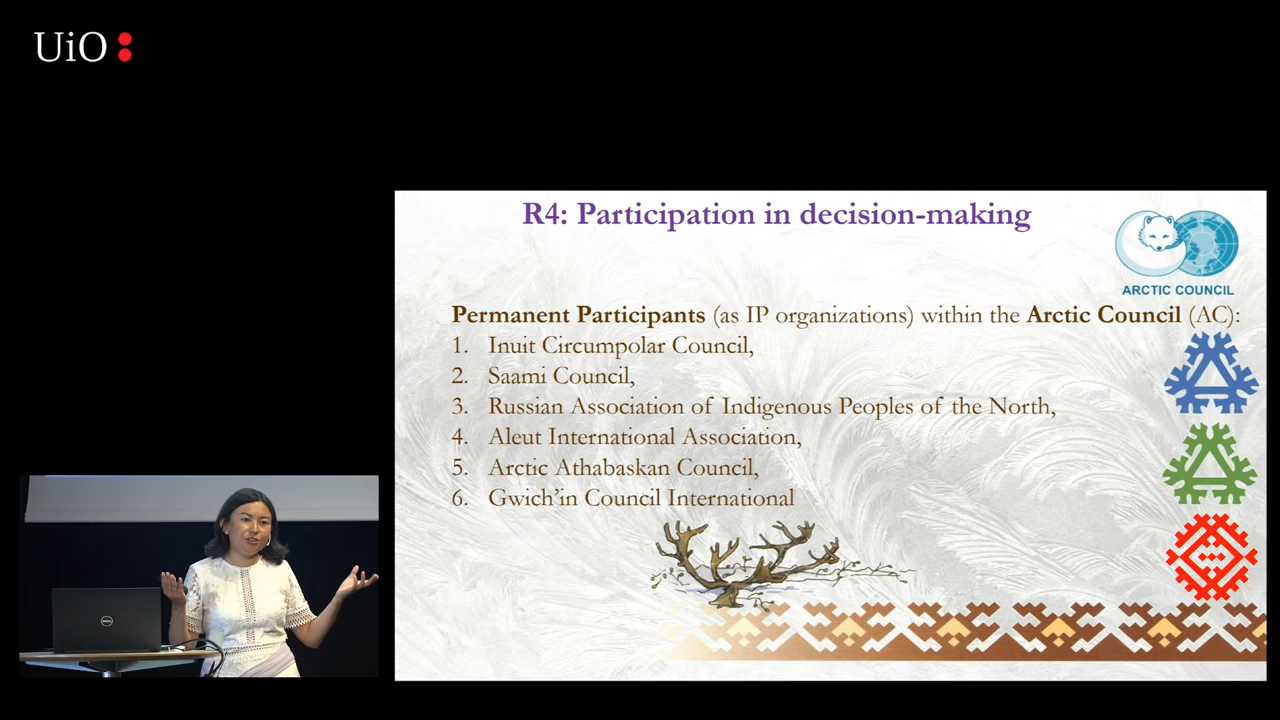 UiO
R4: Participation in decision-making
ARCTIC COUNCIL
Permanent Participants (as IP organizations) within the Arctic Council (AC):
1. Inuit Circumpolar Council,
2. Saami Council,
3. Russian Association of Indigenous Peoples of the North,
4. Aleut International Association,
5. Arctic Athabaskan Council,
6. Gwich’in Council International
DELL